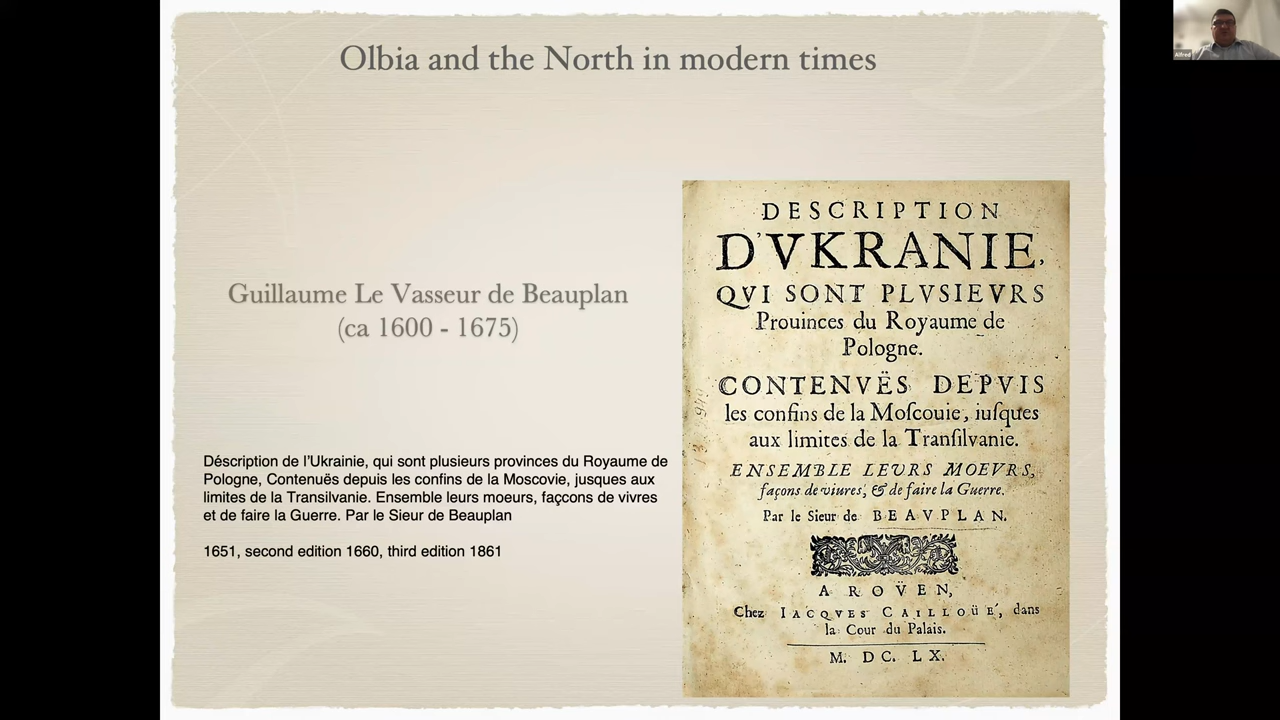 Olbia and the North in modern times
Guillaume Le Vasseur de Beauplan
(ca 1600 - 1675)
Déscription de l'Ukrainie, qui sont plusieurs provinces du Royaume de
Pologne, Contenuës depuis les confins de la Moscovie, jusques aux
limites de la Transilvanie. Ensemble leurs moeurs, façcons de vivres
et de faire la Guerre. Par le Sieur de Beauplan
1651, second edition 1660, third edition 1861
DESCRIPTION
D'VKRANIE,
QVI SONT PLVSIEVRS
Prouinces du Royaume de
Pologne.
CONTENVËS DEPVIS
les confins de la Moſcouie, iuſques
aux limites de la Tranſilvanie.
ENSEMBLE LEVRS MOEVRS,
façons de viures, & de faire la Guerre.
Par le Sieur de BEAVPLAN.
A ROVEN,
Chez IACQVES CAILLOÜE, dans
la Cour du Palais.
M. DC. LX.
Alfred